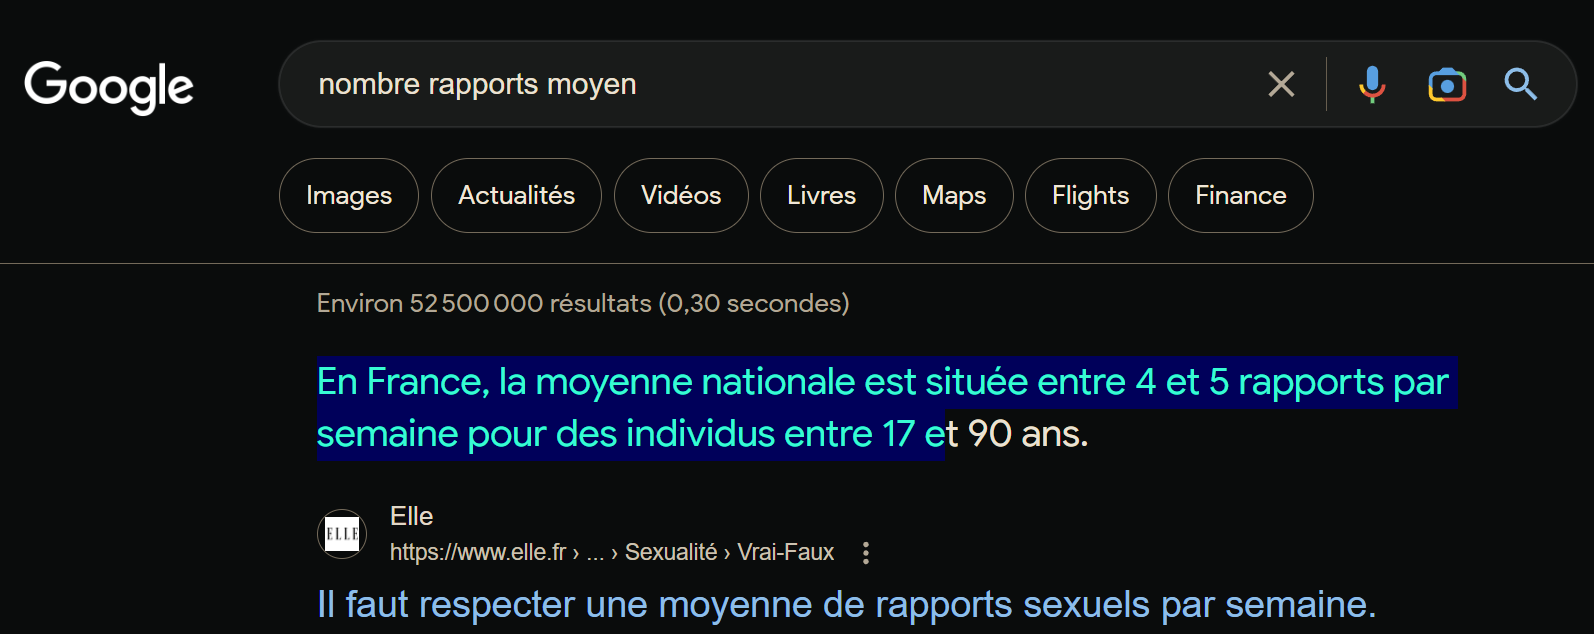 Google
nombre rapports moyen
Images Actualités Vidéos Livres Maps Flights Finance
Environ 52 500 000 résultats (0,30 secondes)
En France, la moyenne nationale est située entre 4 et 5 rapports par
semaine pour des individus entre 17 et 90 ans.
ELLE
Elle
https://www.elle.fr › ... › Sexualité › Vrai-Faux
Il faut respecter une moyenne de rapports sexuels par semaine.